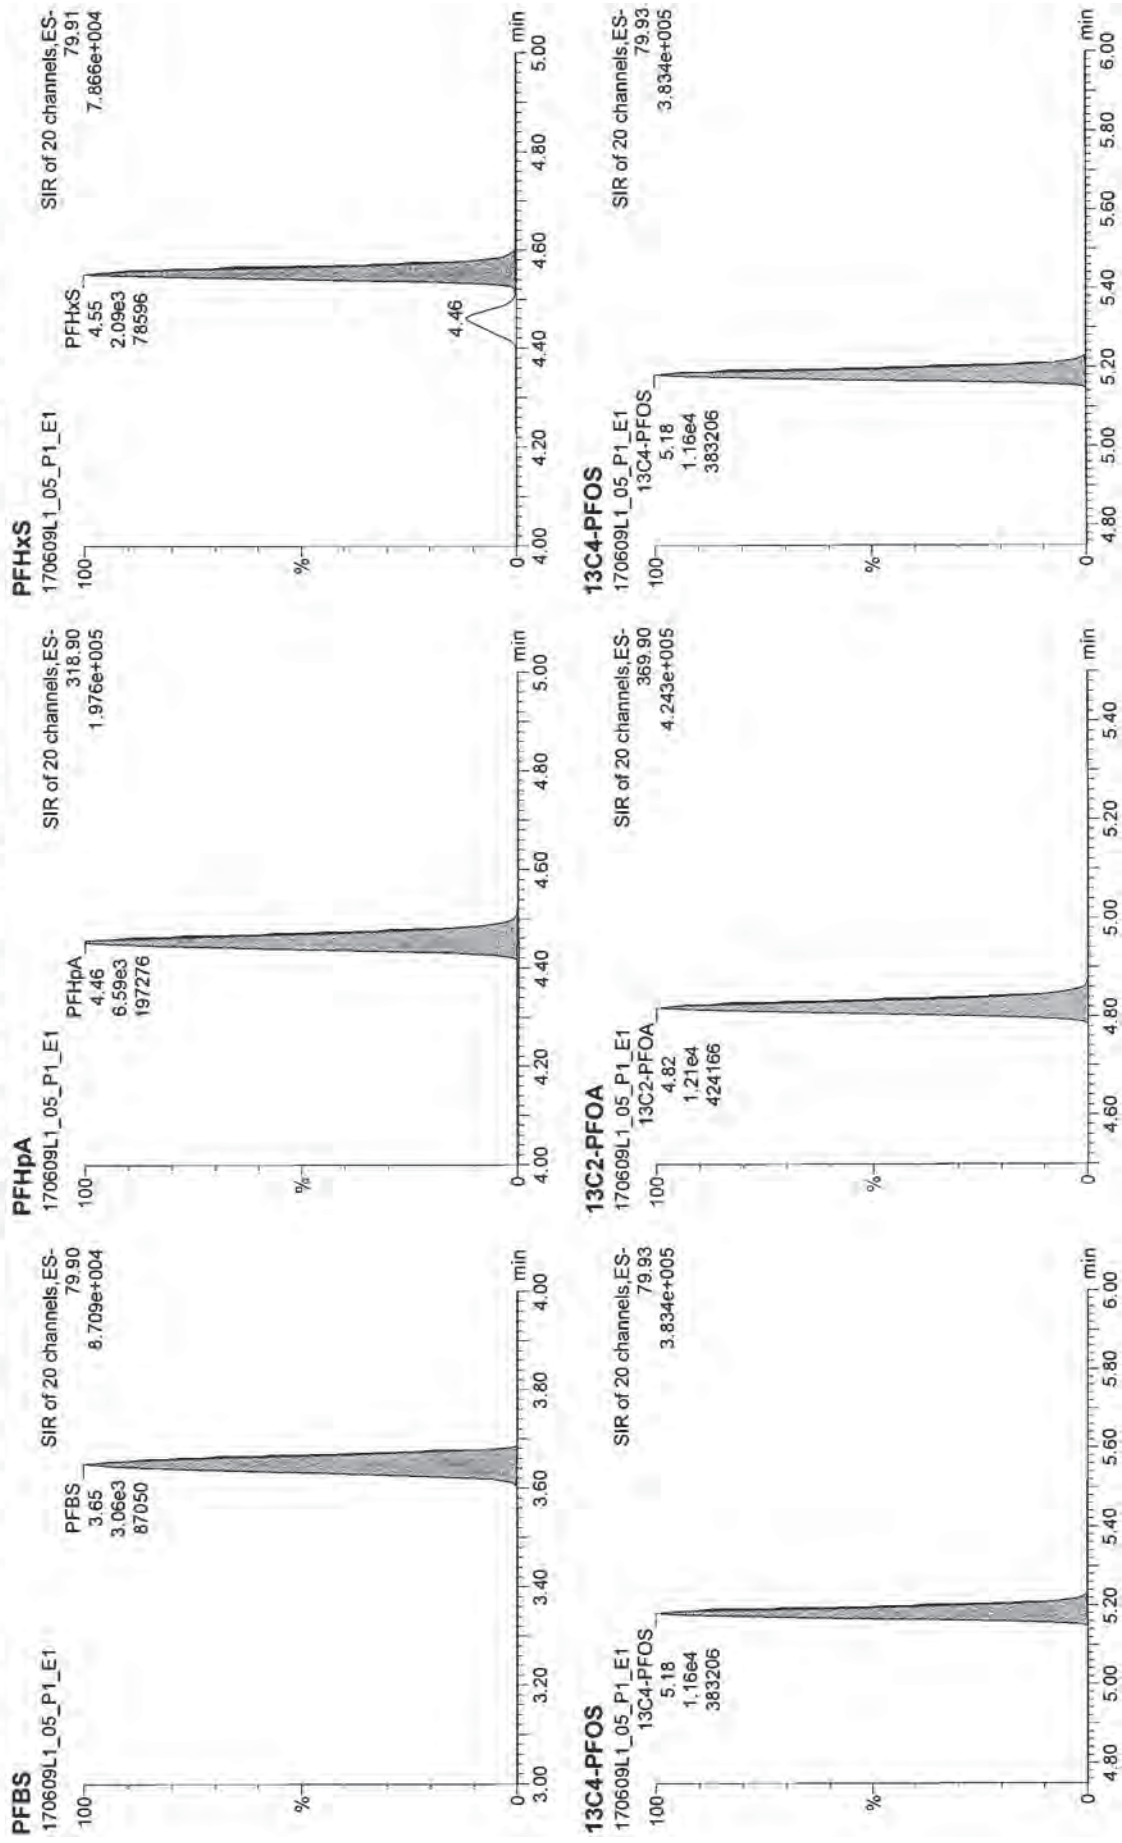 PFBS
170609L1_05_P1_E1
SIR of 20 channels,ES-
79.90
8.709e+004
PFBS
3.65
3.06e3
87050
100
%
0
3.00 3.20 3.40 3.60 3.80 4.00 min
PFHpA
170609L1_05_P1_E1
SIR of 20 channels,ES-
318.90
1.976e+005
PFHpA
4.46
6.59e3
197276
100
%
0
4.00 4.20 4.40 4.60 4.80 5.00 min
PFHxS
170609L1_05_P1_E1
SIR of 20 channels,ES-
79.91
7.866e+004
PFHxS
4.55
2.09e3
78596
4.46
100
%
0
4.00 4.20 4.40 4.60 4.80 5.00 min
13C4-PFOS
170609L1_05_P1_E1
SIR of 20 channels,ES-
79.93
3.834e+005
13C4-PFOS
5.18
1.16e4
383206
100
%
0
4.80 5.00 5.20 5.40 5.60 5.80 6.00 min
13C2-PFOA
170609L1_05_P1_E1
SIR of 20 channels,ES-
369.90
4.243e+005
13C2-PFOA
4.82
1.21e4
424166
100
%
0
4.60 4.80 5.00 5.20 5.40 min
13C4-PFOS
170609L1_05_P1_E1
SIR of 20 channels,ES-
79.93
3.834e+005
13C4-PFOS
5.18
1.16e4
383206
100
%
0
4.80 5.00 5.20 5.40 5.60 5.80 6.00 min